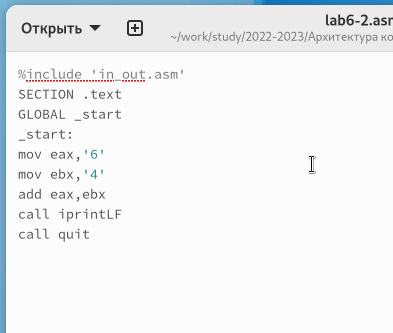 Открыть
lab6-2.asm
~/work/study/2022-2023/Архитектура ко
%include 'in_out.asm'
SECTION .text
GLOBAL _start
_start:
mov eax,'6'
mov ebx,'4'
add eax,ebx
call iprintLF
call quit